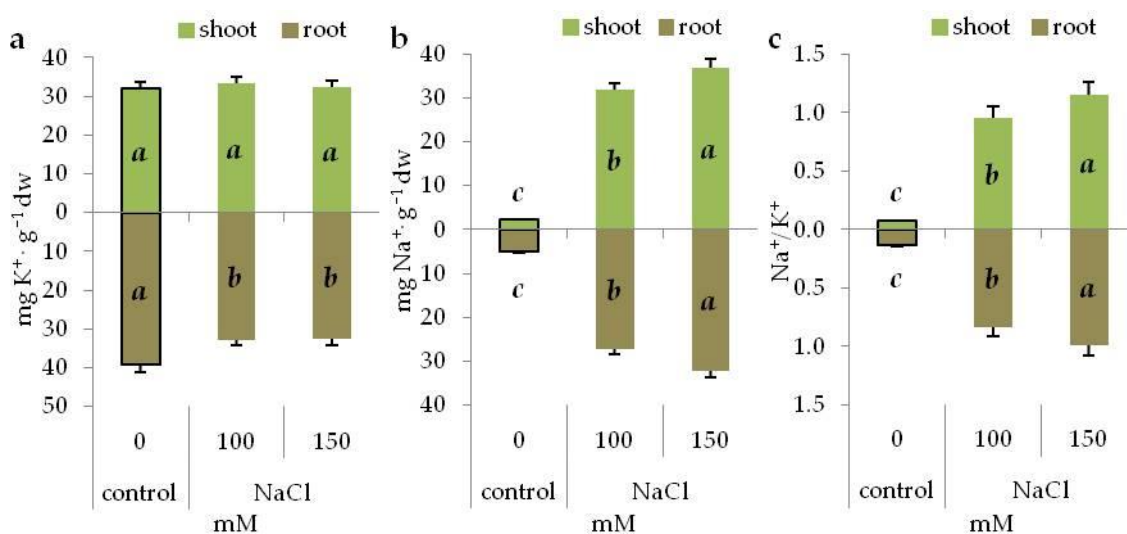 a
shoot root
mg K⁺· g⁻¹ dw
40
30
20
10
0
10
20
30
40
50
a a a
a b b
0 100 150
control NaCl
mM
b
shoot root
mg Na⁺· g⁻¹ dw
40
30
20
10
0
10
20
30
40
c b a
c b a
0 100 150
control NaCl
mM
c
shoot root
Na⁺/ K⁺
1.5
1.0
0.5
0.0
0.5
1.0
1.5
c b a
c b a
0 100 150
control NaCl
mM